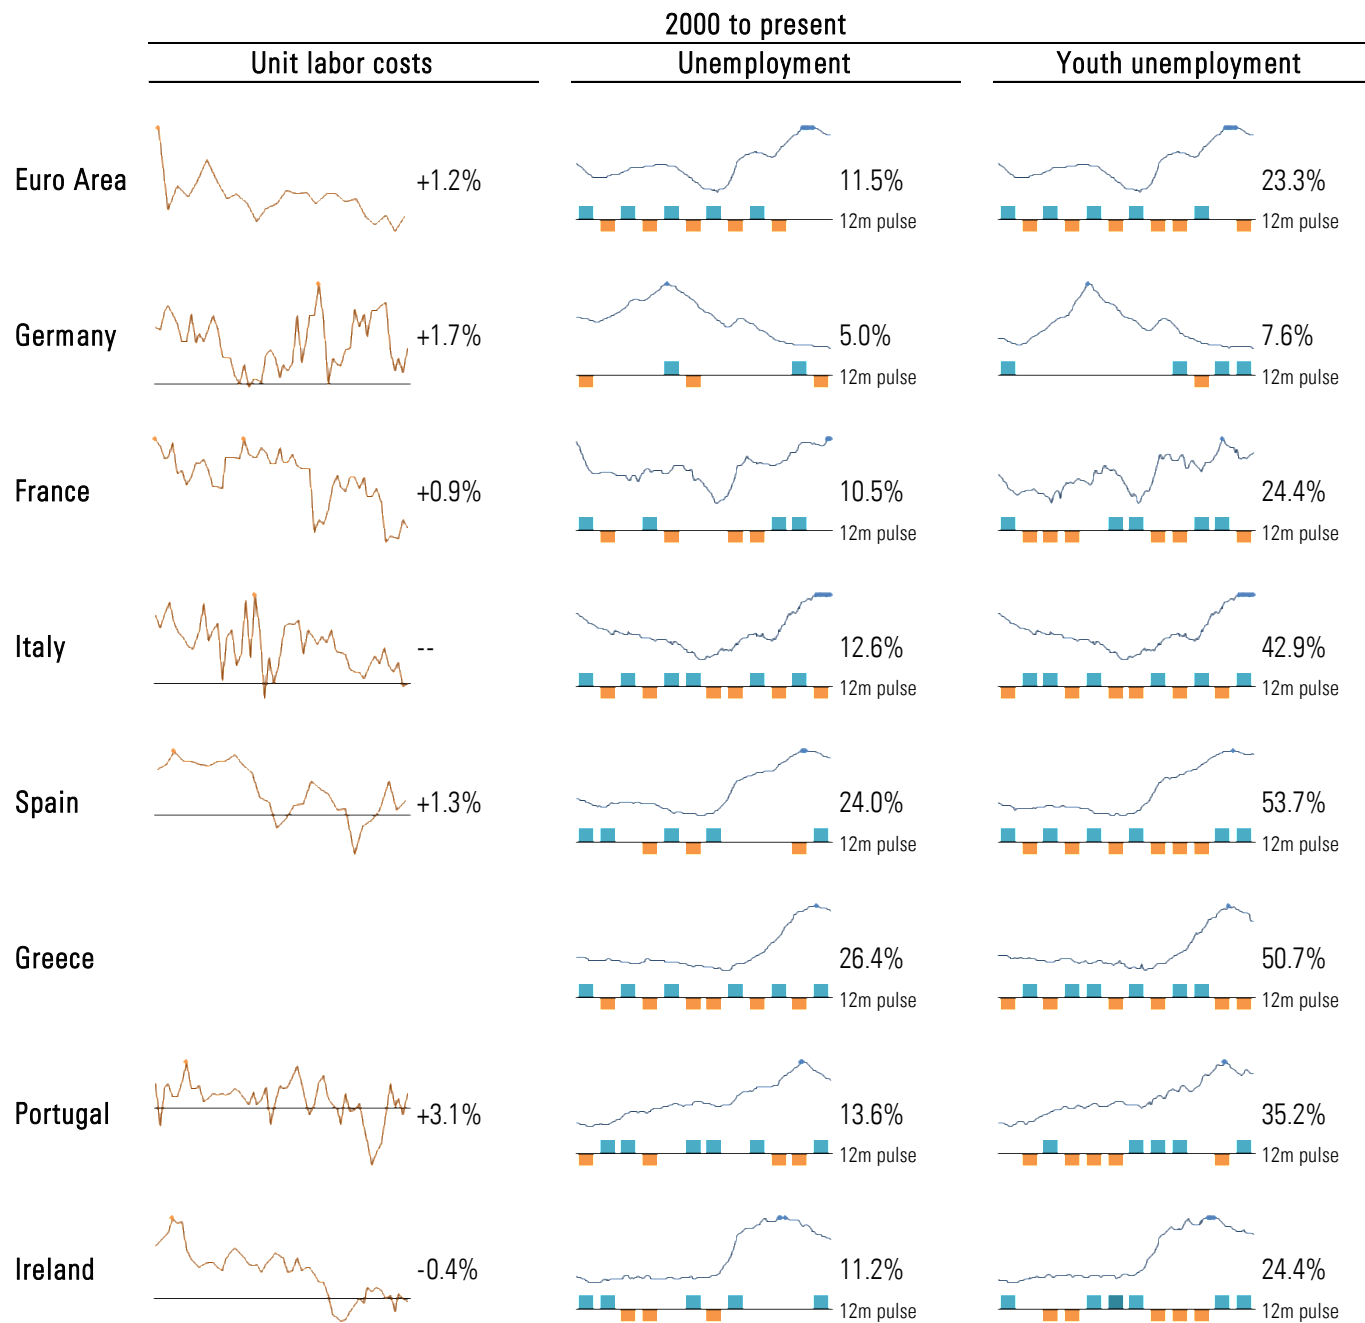 2000 to present
Unit labor costs Unemployment Youth unemployment
Euro Area +1.2% 11.5% 23.3%
12m pulse 12m pulse
Germany +1.7% 5.0% 7.6%
12m pulse 12m pulse
France +0.9% 10.5% 24.4%
12m pulse 12m pulse
Italy -- 12.6% 42.9%
12m pulse 12m pulse
Spain +1.3% 24.0% 53.7%
12m pulse 12m pulse
Greece 26.4% 50.7%
12m pulse 12m pulse
Portugal +3.1% 13.6% 35.2%
12m pulse 12m pulse
Ireland -0.4% 11.2% 24.4%
12m pulse 12m pulse